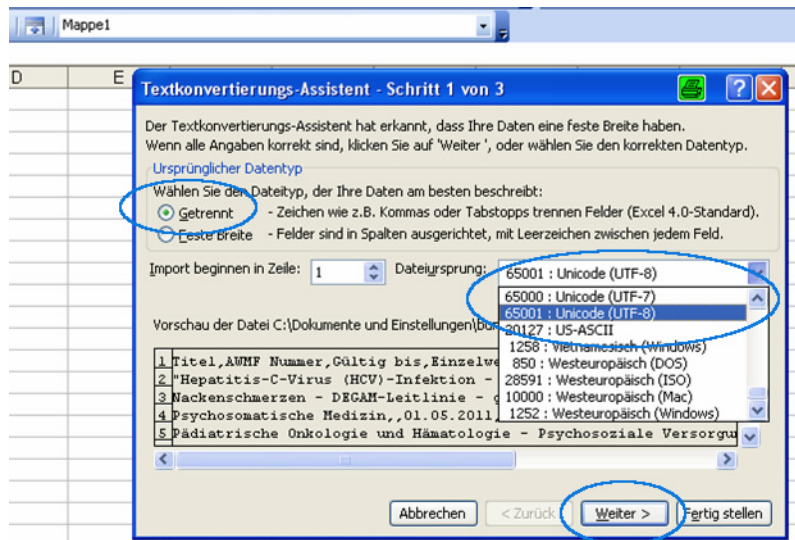 Mappe1
D E
Textkonvertierungs-Assistent - Schritt 1 von 3
Der Textkonvertierungs-Assistent hat erkannt, dass Ihre Daten eine feste Breite haben.
Wenn alle Angaben korrekt sind, klicken Sie auf 'Weiter ', oder wählen Sie den korrekten Datentyp.
Ursprünglicher Datentyp
Wählen Sie den Dateityp, der Ihre Daten am besten beschreibt:
Getrennt - Zeichen wie z.B. Kommas oder Tabstopps trennen Felder (Excel 4.0-Standard).
Feste Breite - Felder sind in Spalten ausgerichtet, mit Leerzeichen zwischen jedem Feld.
Import beginnen in Zeile: 1 Dateiursprung: 65001 : Unicode (UTF-8)
65000 : Unicode (UTF-7)
65001 : Unicode (UTF-8)
20127 : US-ASCII
1258 : Vietnamesisch (Windows)
850 : Westeuropäisch (DOS)
28591 : Westeuropäisch (ISO)
10000 : Westeuropäisch (Mac)
1252 : Westeuropäisch (Windows)
Vorschau der Datei C:\Dokumente und Einstellungen\
1 Titel,AWMF Nummer,Gültig bis,
2 "Hepatitis-C-Virus (HCV)-Infektion -
3 Nackenschmerzen - DEGAM-Leitlinie -
4 Psychosomatische Medizin,,01.05.2011,
5 Pädiatrische Onkologie und Hämatologie - Psychosoziale
Abbrechen < Zurück Weiter > Fertig stellen